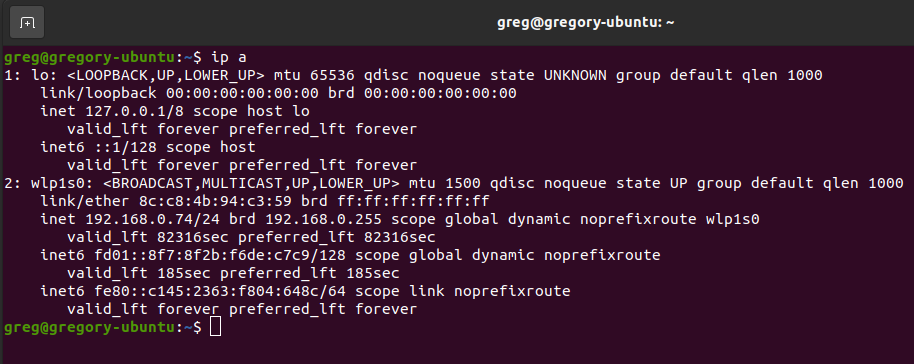 greg@gregory-ubuntu: ~
greg@gregory-ubuntu:~$ ip a
1: lo: <LOOPBACK,UP,LOWER_UP> mtu 65536 qdisc noqueue state UNKNOWN group default qlen 1000
    link/loopback 00:00:00:00:00:00 brd 00:00:00:00:00:00
    inet 127.0.0.1/8 scope host lo
       valid_lft forever preferred_lft forever
    inet6 ::1/128 scope host
       valid_lft forever preferred_lft forever
2: wlp1s0: <BROADCAST,MULTICAST,UP,LOWER_UP> mtu 1500 qdisc noqueue state UP group default qlen 1000
    link/ether 8c:c8:4b:94:c3:59 brd ff:ff:ff:ff:ff:ff
    inet 192.168.0.74/24 brd 192.168.0.255 scope global dynamic noprefixroute wlp1s0
       valid_lft 82316sec preferred_lft 82316sec
    inet6 fd01::8f7:8f2b:f6de:c7c9/128 scope global dynamic noprefixroute
       valid_lft 185sec preferred_lft 185sec
    inet6 fe80::c145:2363:f804:648c/64 scope link noprefixroute
       valid_lft forever preferred_lft forever
greg@gregory-ubuntu:~$